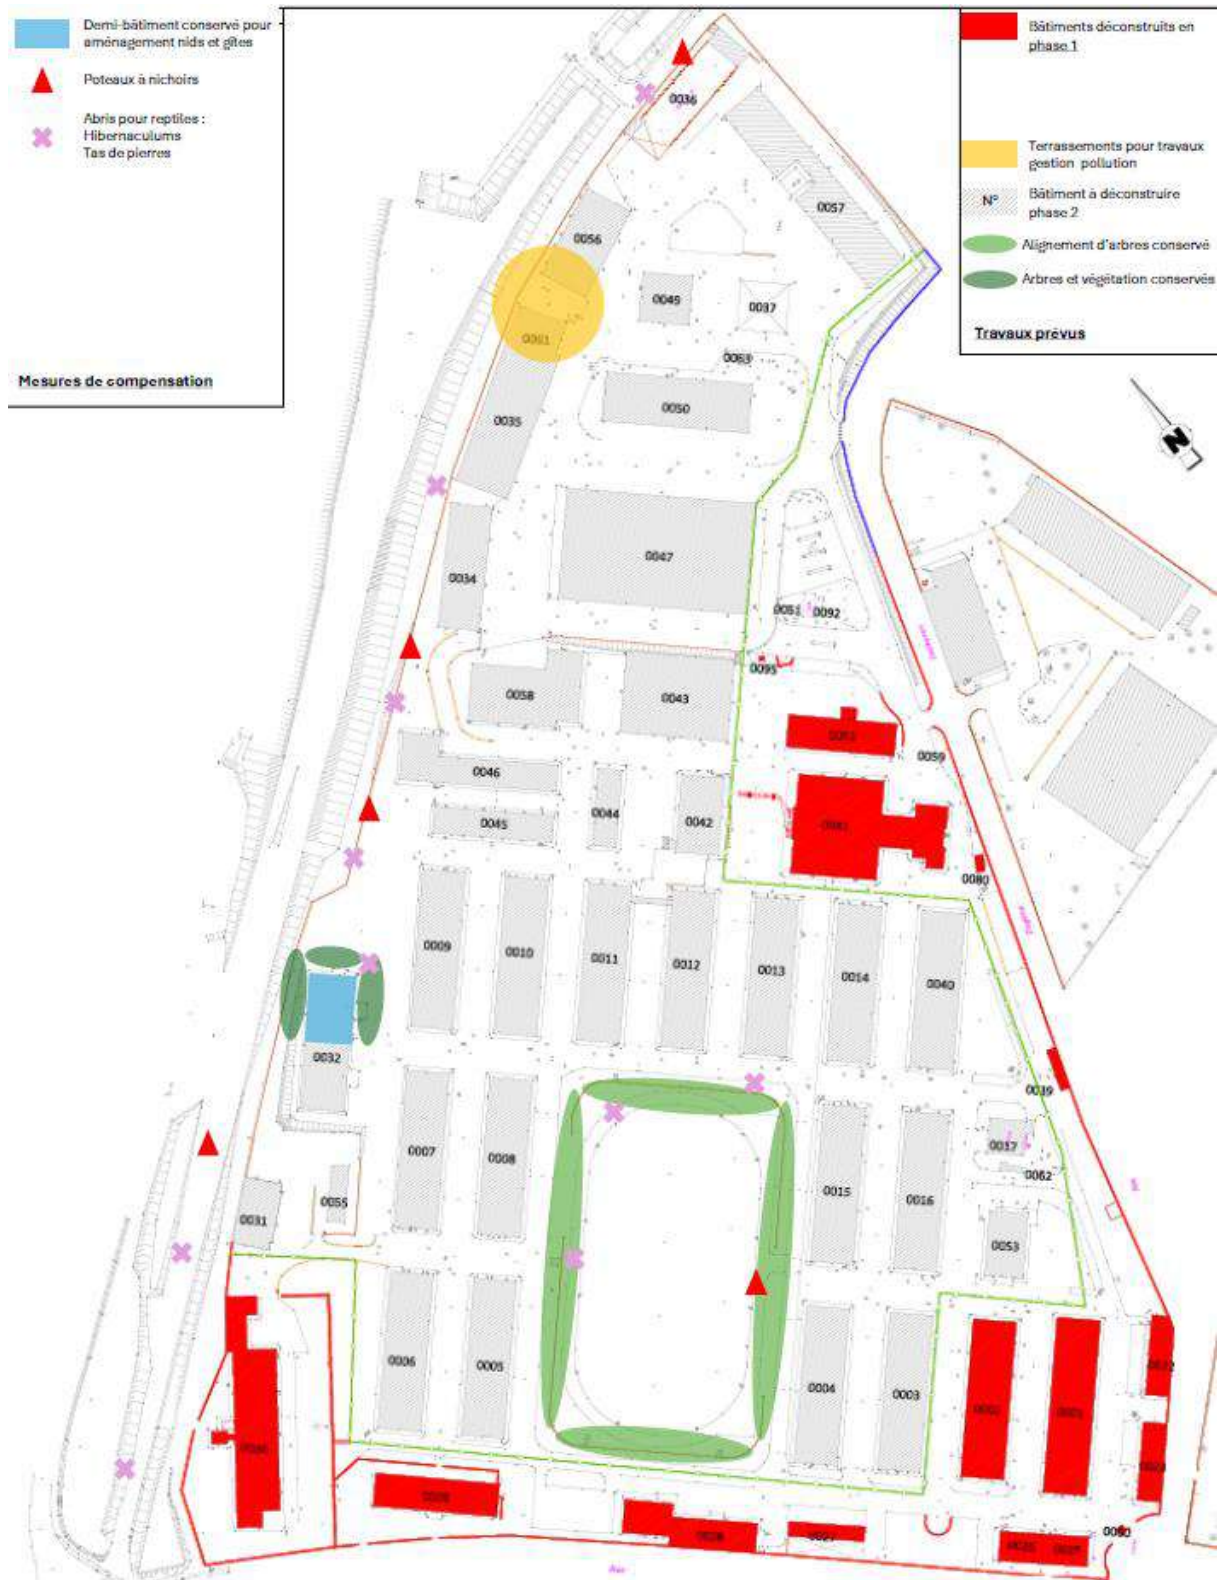 Demi-bâtiment conservé pour
aménagement nids et gîtes
Poteaux à nichoirs
Abris pour reptiles :
Hibernaculums
Tas de pierres
Mesures de compensation
Bâtiments déconstruits en
phase 1
Terrassements pour travaux
gestion pollution
N°
Bâtiment à déconstruire
phase 2
Alignement d'arbres conservé
Arbres et végétation conservés
Travaux prévus
N
0036
0057
0056
0049
0037
0061
0063
0035
0050
0047
0034
0051
0092
0095
0058
0043
0059
0046
0044
0042
0045
0080
0009
0010
0011
0012
0013
0014
0040
0032
0039
0007
0008
0017
0062
0015
0016
0055
0031
0053
0006
0005
0004
0003